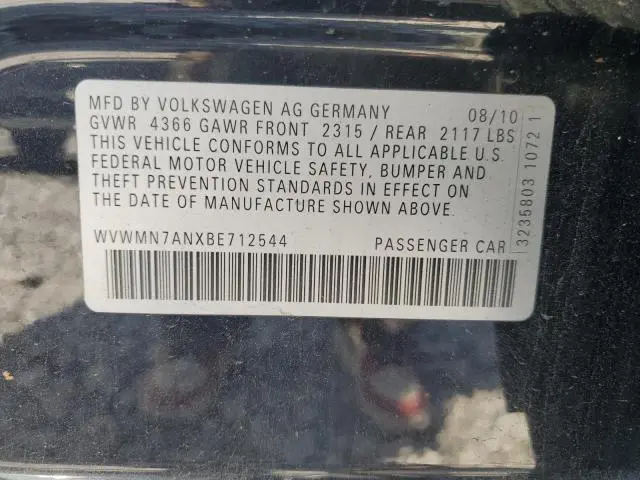 MFD BY VOLKSWAGEN AG GERMANY 08/10
GVWR 4366 GAWR FRONT 2315 / REAR 2117 LBS
THIS VEHICLE CONFORMS TO ALL APPLICABLE U.S.
FEDERAL MOTOR VEHICLE SAFETY, BUMPER AND
THEFT PREVENTION STANDARDS IN EFFECT ON
THE DATE OF MANUFACTURE SHOWN ABOVE.
WVWMN7ANXBE712544 PASSENGER CAR
3235803 1072 1